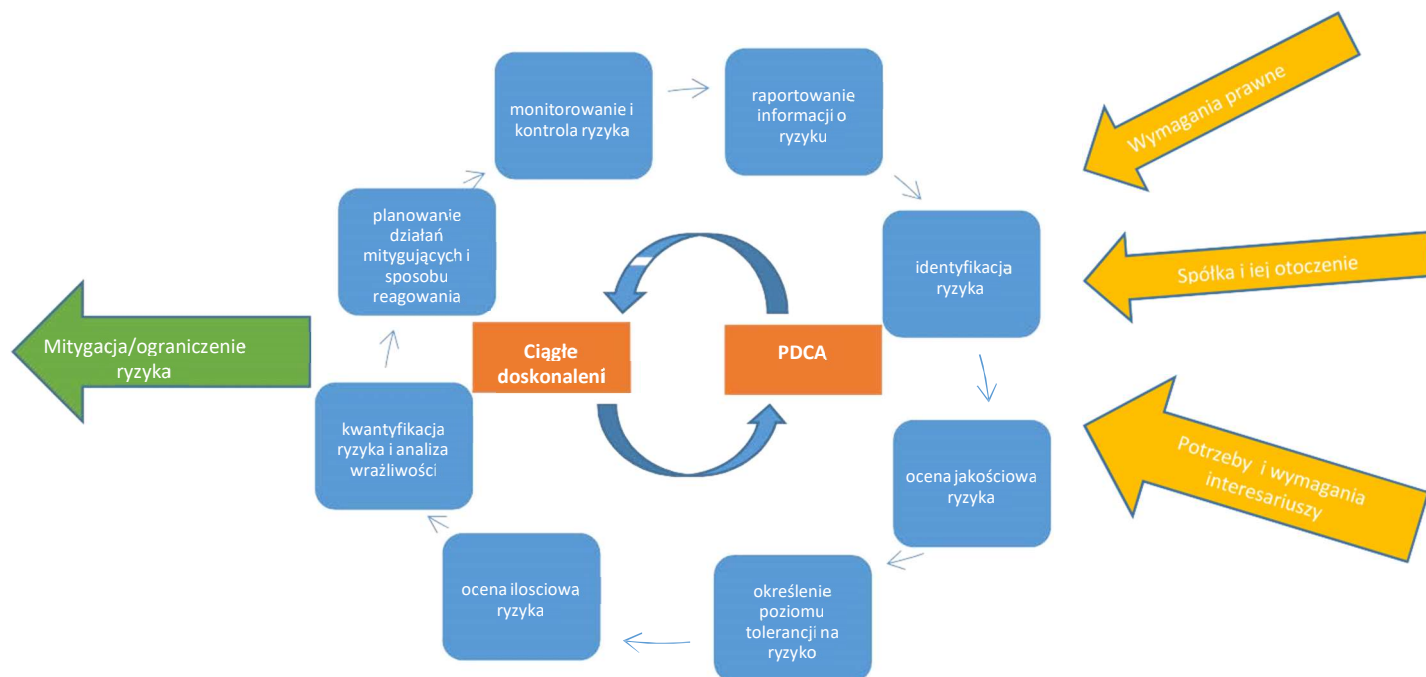 monitorowanie i
kontrola ryzyka
raportowanie
informacji o
ryzyku
Wymagania prawne
planowanie
działań
mitygujących i
sposobu
reagowania
identyfikacja
ryzyka
Spółka i iej otoczenie
Mitygacja/ograniczenie
ryzyka
Ciągłe
doskonalení
PDCA
kwantyfikacja
ryzyka i analiza
wrażliwości
ocena jakościowa
ryzyka
Potrzeby i wymagania
interesariuszy
ocena ilosciowa
ryzyka
określenie
poziomu
tolerancji na
ryzyko